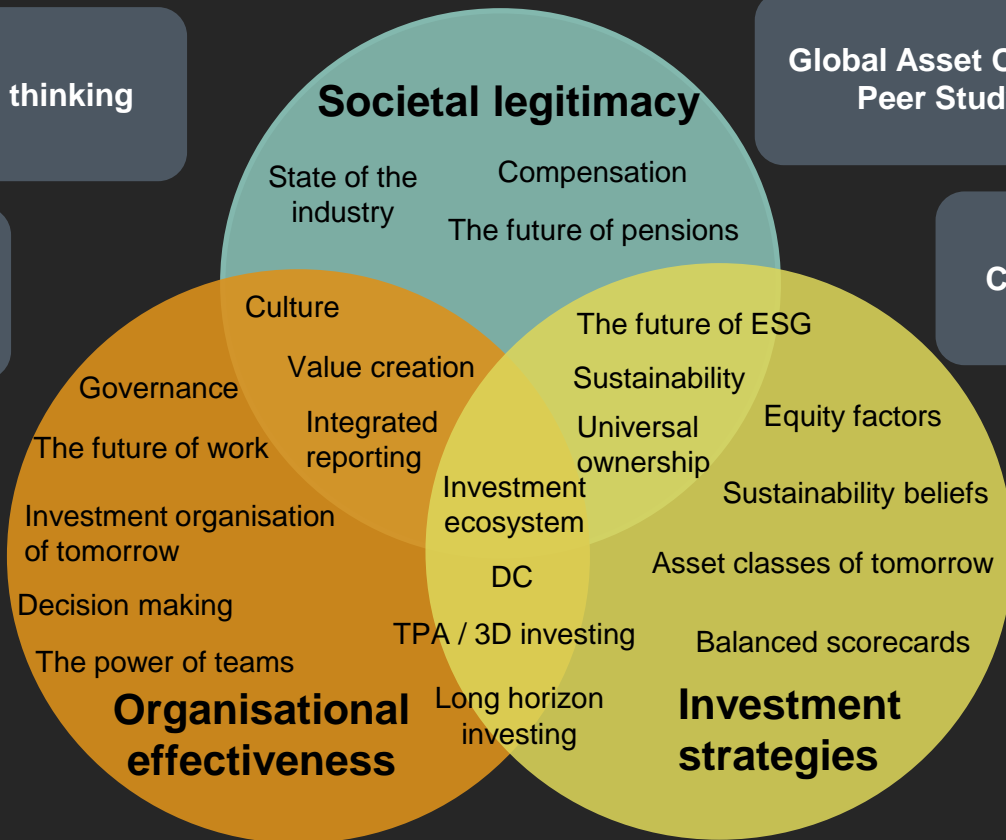 thinking
Global Asset
Peer
Societal legitimacy
State of the
industry
Compensation
The future of pensions
Culture
Value creation
Integrated
reporting
The future of ESG
Sustainability
Universal
ownership
Governance
The future of work
Investment organisation
of tomorrow
Decision making
The power of teams
Organisational
effectiveness
Investment
ecosystem
DC
TPA / 3D investing
Long horizon
investing
Equity factors
Sustainability beliefs
Asset classes of tomorrow
Balanced scorecards
Investment
strategies